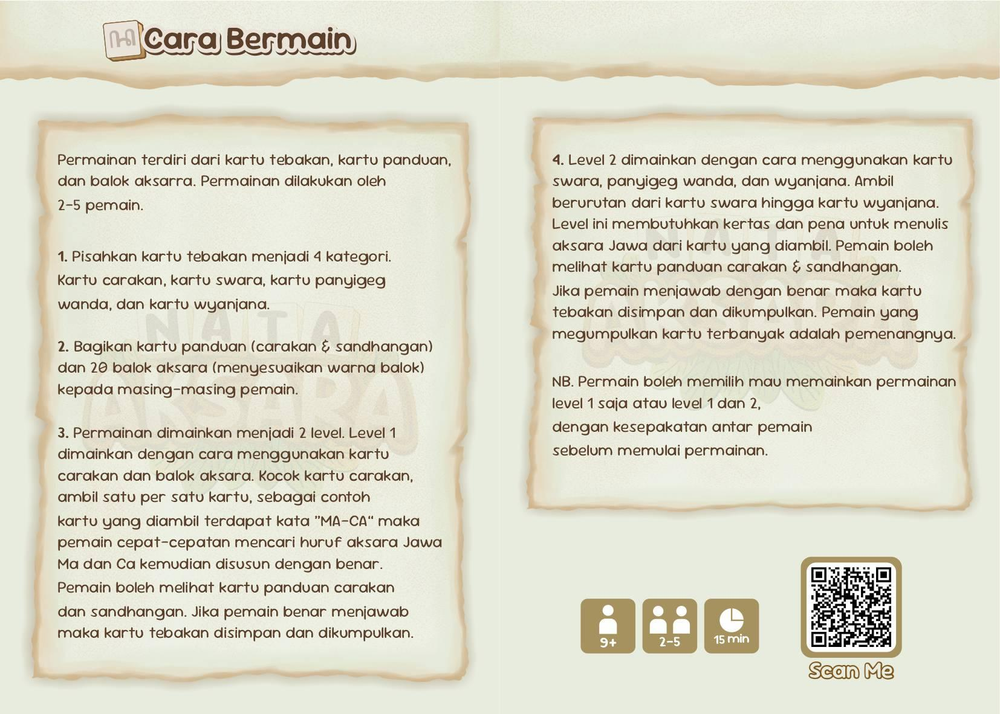 Cara Bermain
Permainan terdiri dari kartu tebakan, kartu panduan,
dan balok aksarra. Permainan dilakukan oleh
2-5 pemain.
1. Pisahkan kartu tebakan menjadi 4 kategori.
Kartu carakan, kartu swara, kartu panyigeg
wanda, dan kartu wyanjana.
2. Bagikan kartu panduan (carakan & sandhangan)
dan 20 balok aksara (menyesuaikan warna balok)
kepada masing-masing pemain.
3. Permainan dimainkan menjadi 2 level. Level 1
dimainkan dengan cara menggunakan kartu
carakan dan balok aksara. Kocok kartu carakan,
ambil satu per satu kartu, sebagai contoh
kartu yang diambil terdapat kata "MA-CA" maka
pemain cepat-cepatan mencari huruf aksara Jawa
Ma dan Ca kemudian disusun dengan benar.
Pemain boleh melihat kartu panduan carakan
dan sandhangan. Jika pemain benar menjawab
maka kartu tebakan disimpan dan dikumpulkan.
NATA
AKSARA
4. Level 2 dimainkan dengan cara menggunakan kartu
swara, panyigeg wanda, dan wyanjana. Ambil
berurutan dari kartu swara hingga kartu wyanjana.
Level ini membutuhkan kertas dan pena untuk menulis
aksara Jawa dari kartu yang diambil. Pemain boleh
melihat kartu panduan carakan & sandhangan.
Jika pemain menjawab dengan benar maka kartu
tebakan disimpan dan dikumpulkan. Pemain yang
megumpulkan kartu terbanyak adalah pemenangnya.
NB. Permain boleh memilih mau memainkan permainan
level 1 saja atau level 1 dan 2,
dengan kesepakatan antar pemain
sebelum memulai permainan.
NATA
AKSARA
9+
2-5
15 min
Scan Me